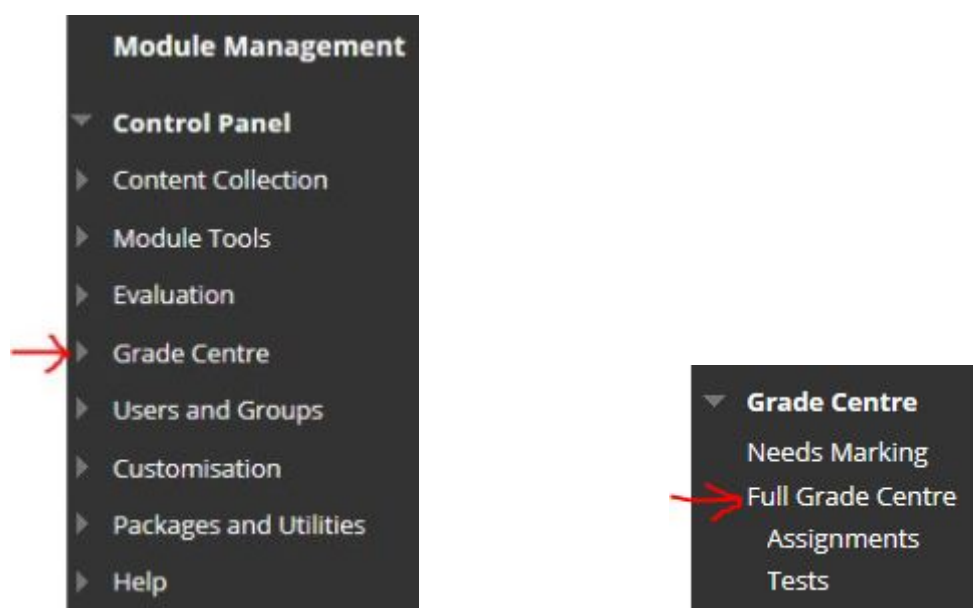 Module Management
Control Panel
Content Collection
Module Tools
Evaluation
Grade Centre
Users and Groups
Customisation
Packages and Utilities
Help
Grade Centre
Needs Marking
Full Grade Centre
Assignments
Tests